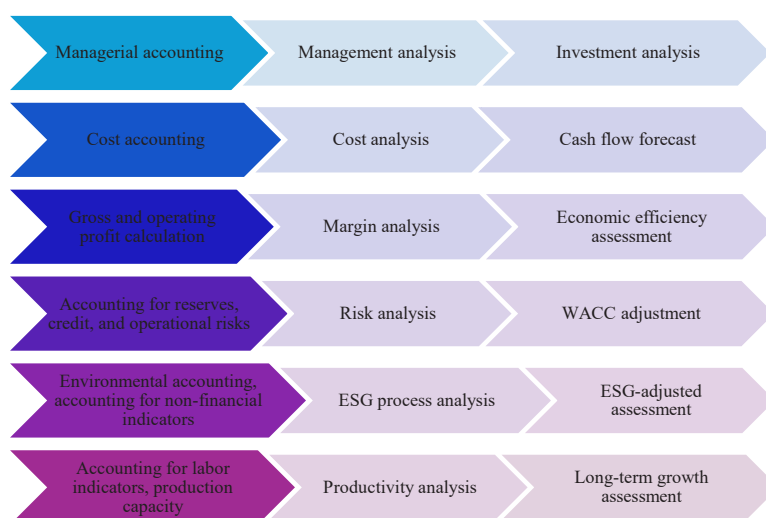 Managerial accounting
Management analysis
Investment analysis
Cost accounting
Cost analysis
Cash flow forecast
Gross and operating
profit calculation
Margin analysis
Economic efficiency
assessment
Accounting for reserves,
credit, and operational risks
Risk analysis
WACC adjustment
Environmental accounting,
accounting for non-financial
indicators
ESG process analysis
ESG-adjusted
assessment
Accounting for labor
indicators, production
capacity
Productivity analysis
Long-term growth
assessment